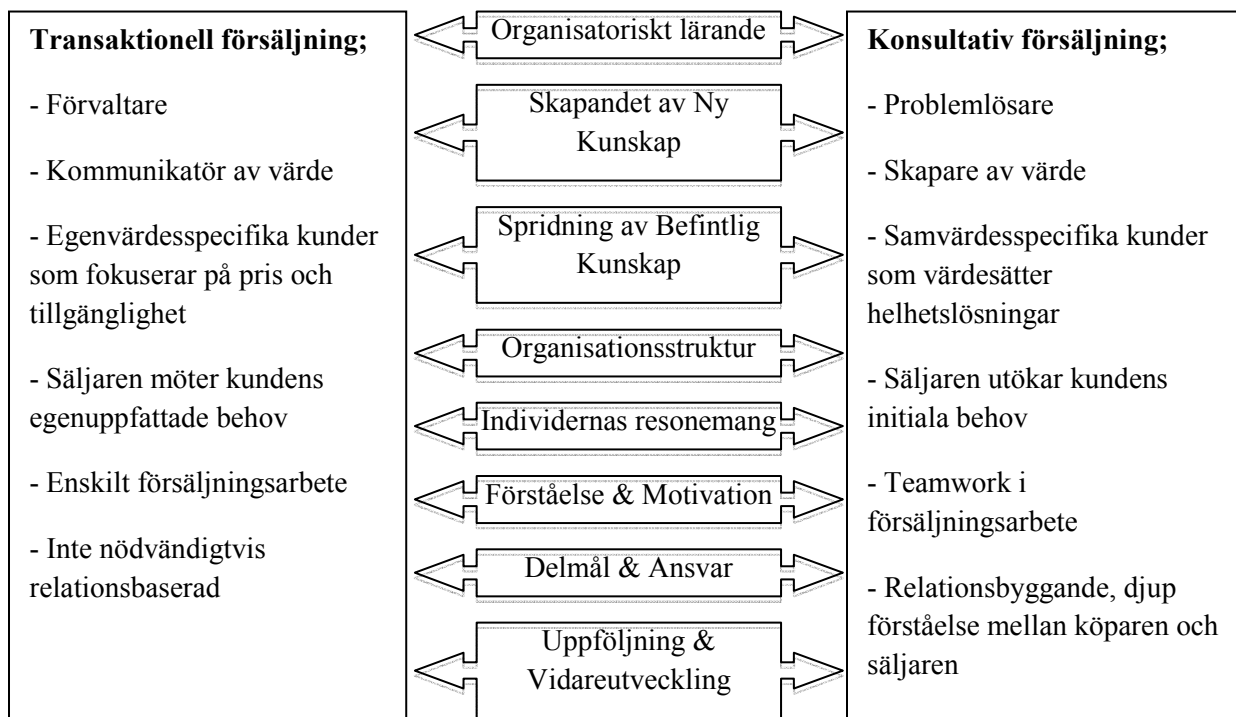 Transaktionell försäljning;
- Förvaltare
- Kommunikatör av värde
- Egenvärdesspecifika kunder
som fokuserar på pris och
tillgänglighet
- Säljaren möter kundens
egenuppfattade behov
- Enskilt försäljningsarbete
- Inte nödvändigtvis
relationsbaserad
Organisatoriskt lärande
Skapandet av Ny
Kunskap
Spridning av Befintlig
Kunskap
Organisationsstruktur
Individernas resonemang
Förståelse & Motivation
Delmål & Ansvar
Uppföljning &
Vidareutveckling
Konsultativ försäljning;
- Problemlösare
- Skapare av värde
- Samvärdesspecifika kunder
som värdesätter
helhetslösningar
- Säljaren utökar kundens
initiala behov
- Teamwork i
försäljningsarbete
- Relationsbyggande, djup
förståelse mellan köparen och
säljaren